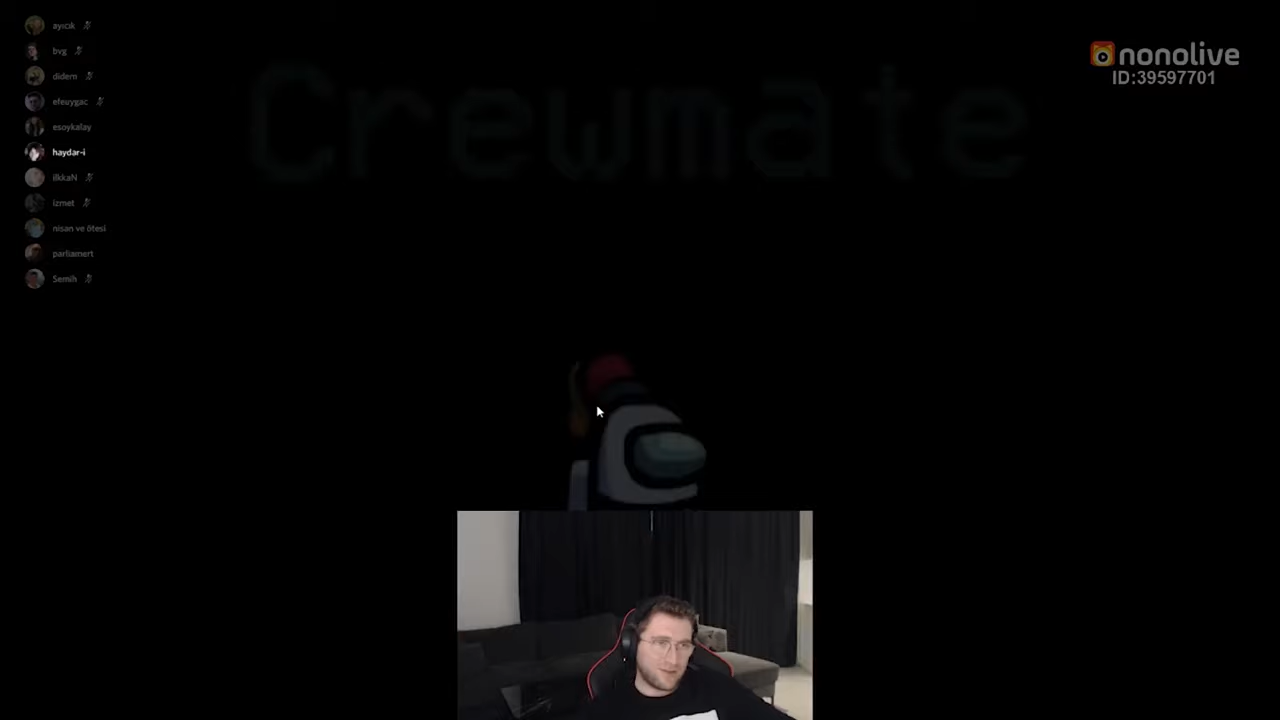 ayıcık
bvg
didem
efeuygac
esoykalay
haydar-i
ilkkaN
izmet
nisan ve ötesi
parliamert
Semih
Crewmate
nonolive
ID:39597701